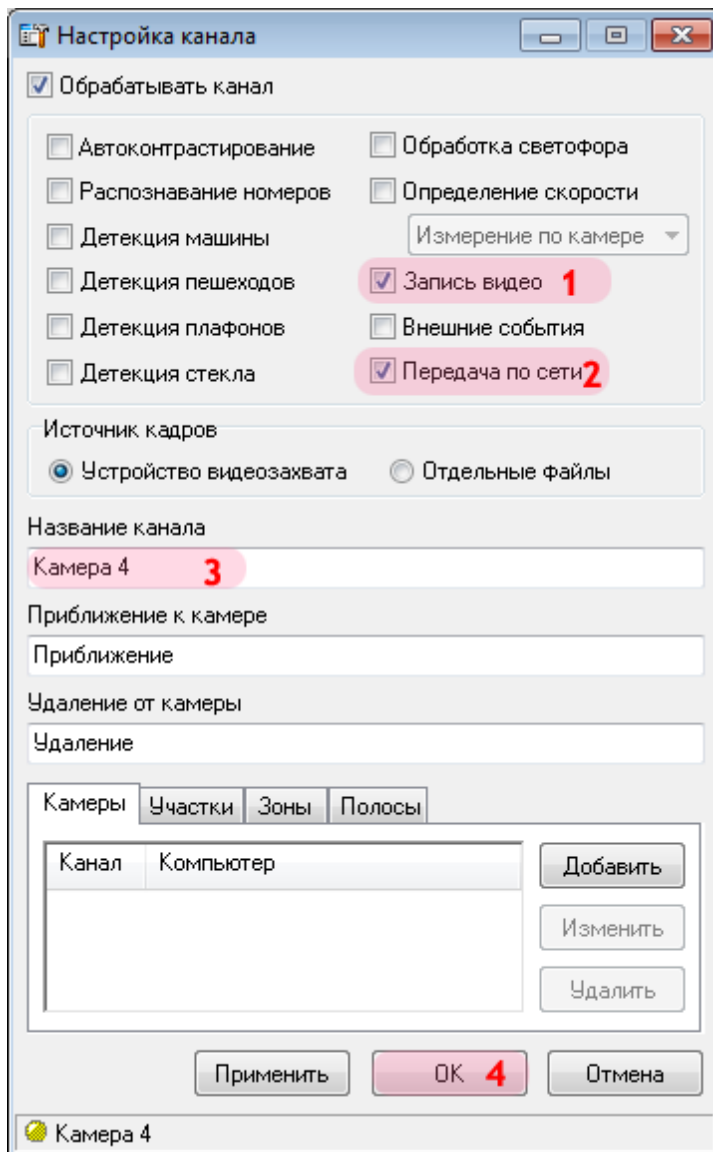 Настройка канала
Обрабатывать канал
Автоконтрастирование
Обработка светофора
Распознавание номеров
Определение скорости
Детекция машины
Измерение по камере
Детекция пешеходов
Запись видео 1
Детекция плафонов
Внешние события
Детекция стекла
Передача по сети 2
Источник кадров
Устройство видеозахвата
Отдельные файлы
Название канала
Камера 4 3
Приближение к камере
Приближение
Удаление от камеры
Удаление
Камеры Участки Зоны Полосы
Канал Компьютер
Добавить
Изменить
Удалить
Применить OK 4 Отмена
Камера 4